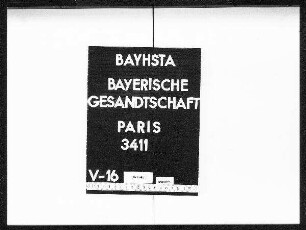 BAYHSTA
BAYERISCHE
GESANDTSCHAFT
PARIS
3411
V-16